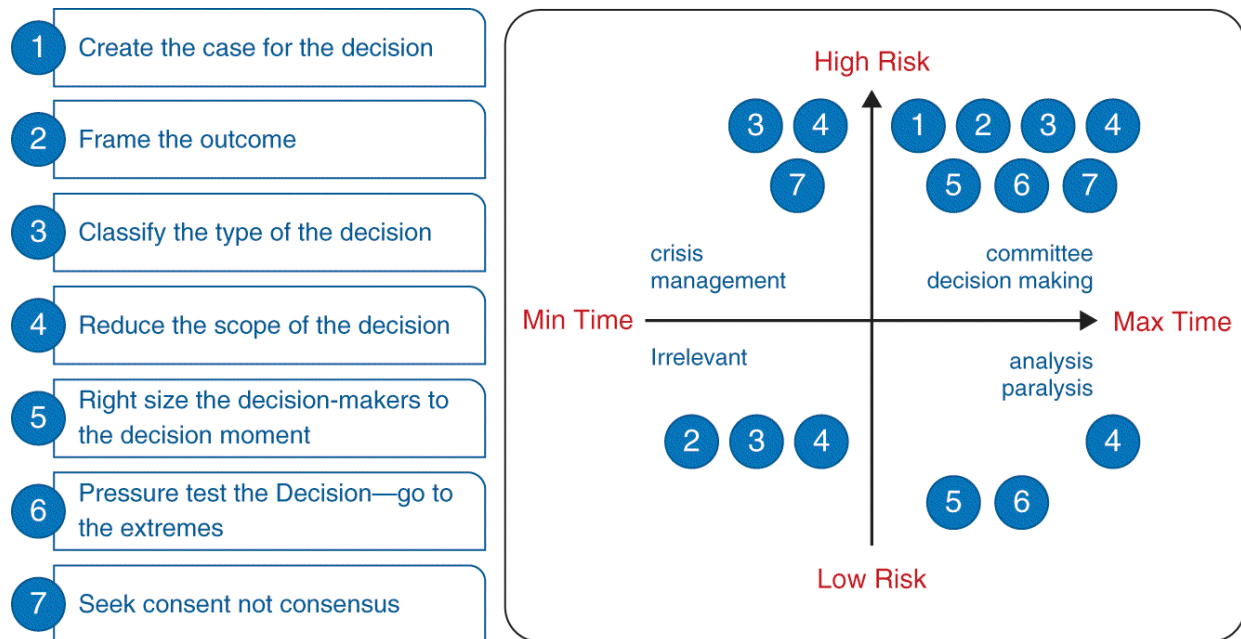 1 Create the case for the decision
2 Frame the outcome
3 Classify the type of the decision
4 Reduce the scope of the decision
5 Right size the decision-makers to
the decision moment
6 Pressure test the Decision—go to
the extremes
7 Seek consent not consensus
High Risk
3 4
7
1 2 3 4
5 6 7
crisis
management
committee
decision making
Min Time
Max Time
Irrelevant
analysis
paralysis
2 3 4
4
5 6
Low Risk